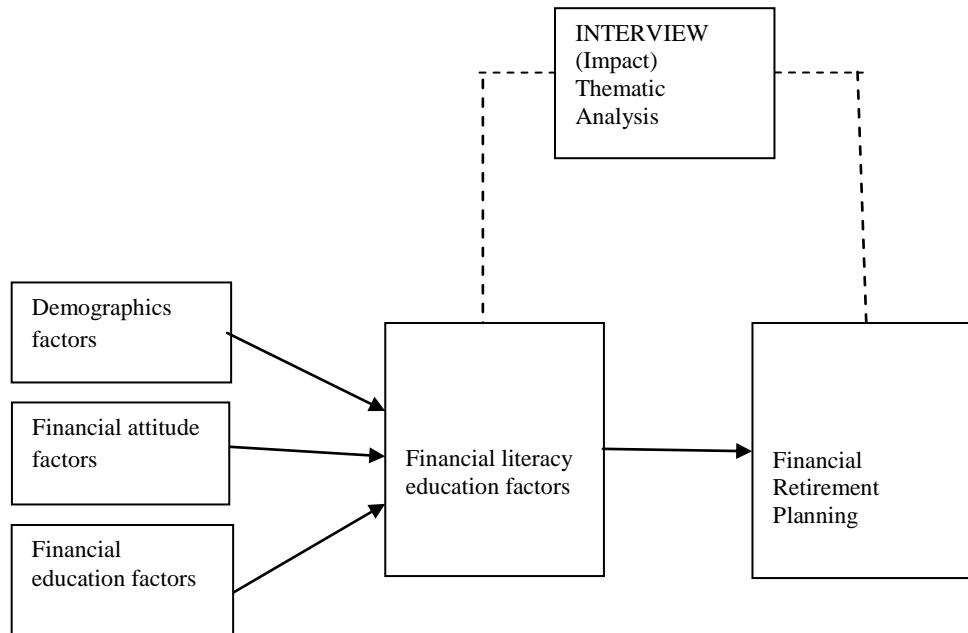 INTERVIEW
(Impact)
Thematic
Analysis
Demographics
factors
Financial attitude
factors
Financial
education factors
Financial literacy
education factors
Financial
Retirement
Planning